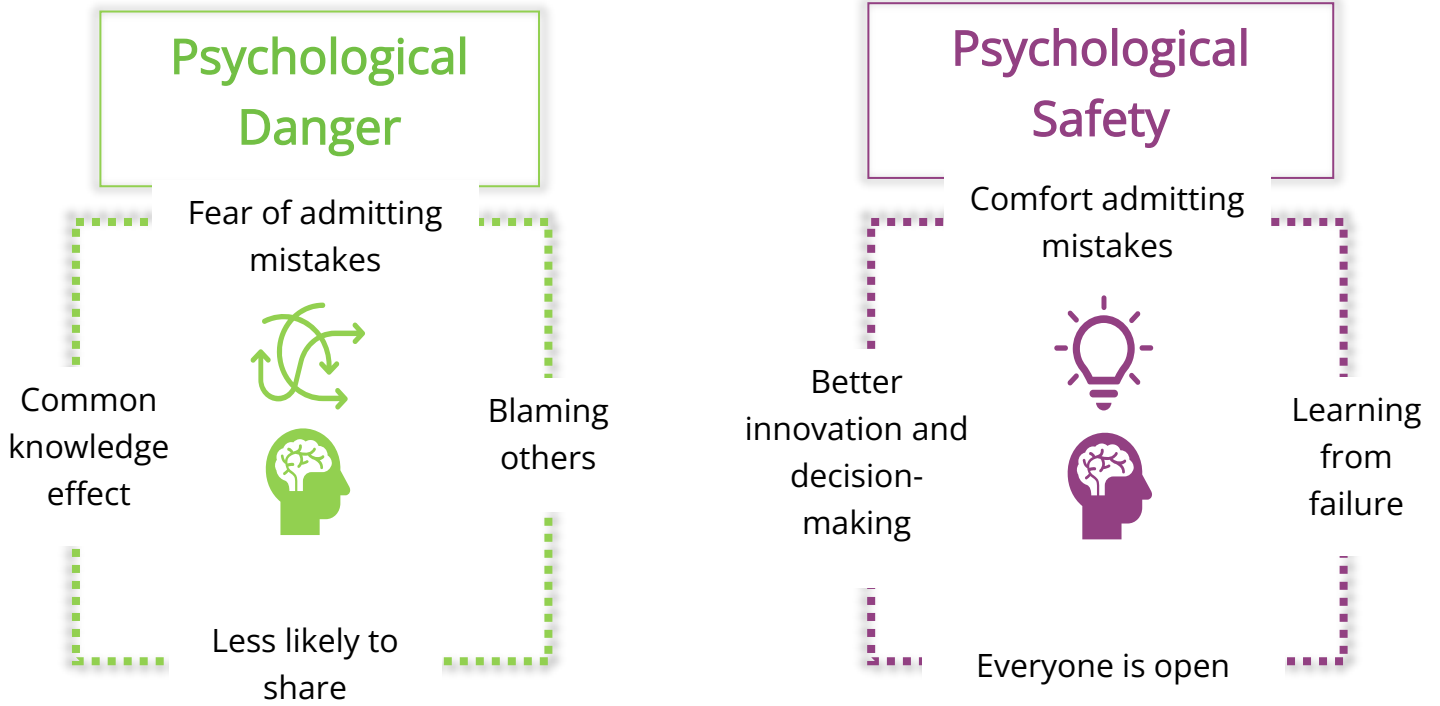 Psychological
Danger
Fear of admitting
mistakes
Common
knowledge
effect
Blaming
others
Less likely to
share
Psychological
Safety
Comfort admitting
mistakes
Better
innovation and
decision-
making
Learning
from
failure
Everyone is open